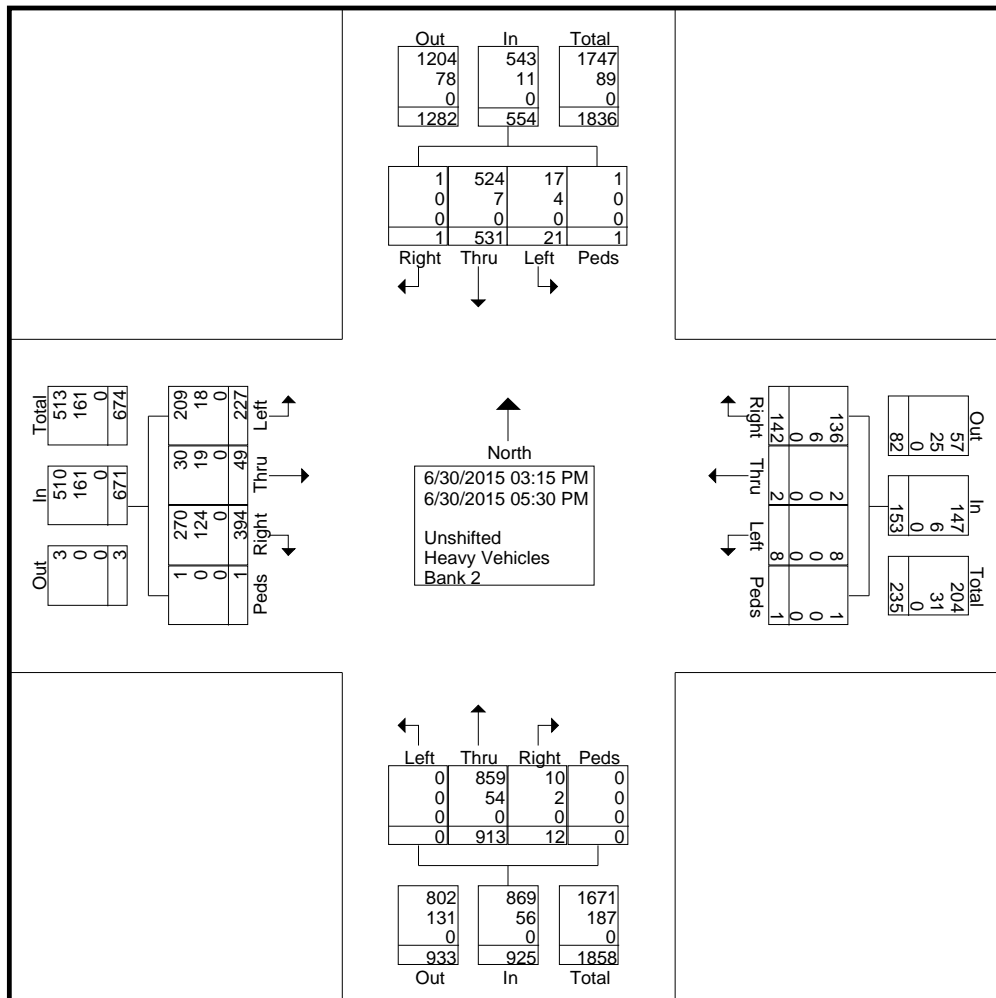 Out In Total
1204 543 1747
78 11 89
0 0 0
1282 554 1836
1 524 17 1
0 7 4 0
0 0 0 0
1 531 21 1
Right Thru Left Peds
Total
513
161
0
674
In
510
161
0
671
Out
3
0
0
3
209
18
0
227
Left
30
19
0
49
Thru
270
124
0
394
Right
1
0
0
1
Peds
North
6/30/2015 03:15 PM
6/30/2015 05:30 PM
Unshifted
Heavy Vehicles
Bank 2
Right
136
6
0
142
Thru
2
0
0
2
Left
8
0
0
8
Peds
1
0
0
1
Out
57
25
0
82
In
147
6
0
153
Total
204
31
0
235
Left Thru Right Peds
0 859 10 0
0 54 2 0
0 0 0 0
0 913 12 0
802 869 1671
131 56 187
0 0 0
933 925 1858
Out In Total